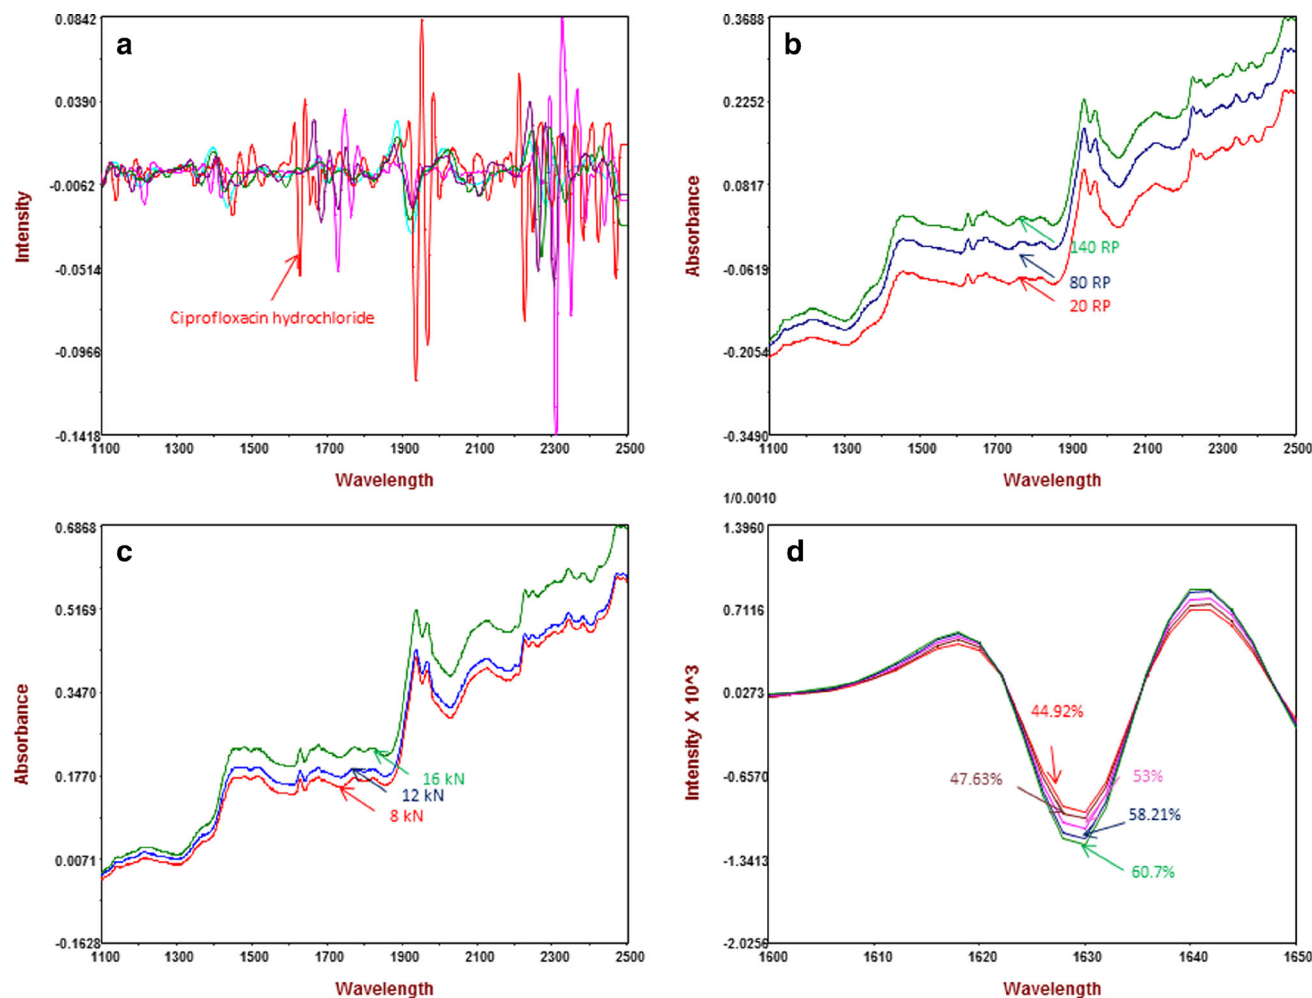 a
0.0842
0.0390
-0.0062
-0.0514
-0.0966
-0.1418
Intensity
Ciprofloxacin hydrochloride
1100 1300 1500 1700 1900 2100 2300 2500
Wavelength
b
0.3688
0.2252
0.0817
-0.0619
-0.2054
-0.3490
Absorbance
140 RP
80 RP
20 RP
1100 1300 1500 1700 1900 2100 2300 2500
Wavelength
c
0.6868
0.5169
0.3470
0.1770
0.0071
-0.1628
Absorbance
16 kN
12 kN
8 kN
1100 1300 1500 1700 1900 2100 2300 2500
Wavelength
1/0.0010
d
1.3960
0.7116
0.0273
-0.6570
-1.3413
-2.0256
Intensity X 10^3
44.92%
47.63%
53%
58.21%
60.7%
1600 1610 1620 1630 1640 1650
Wavelength